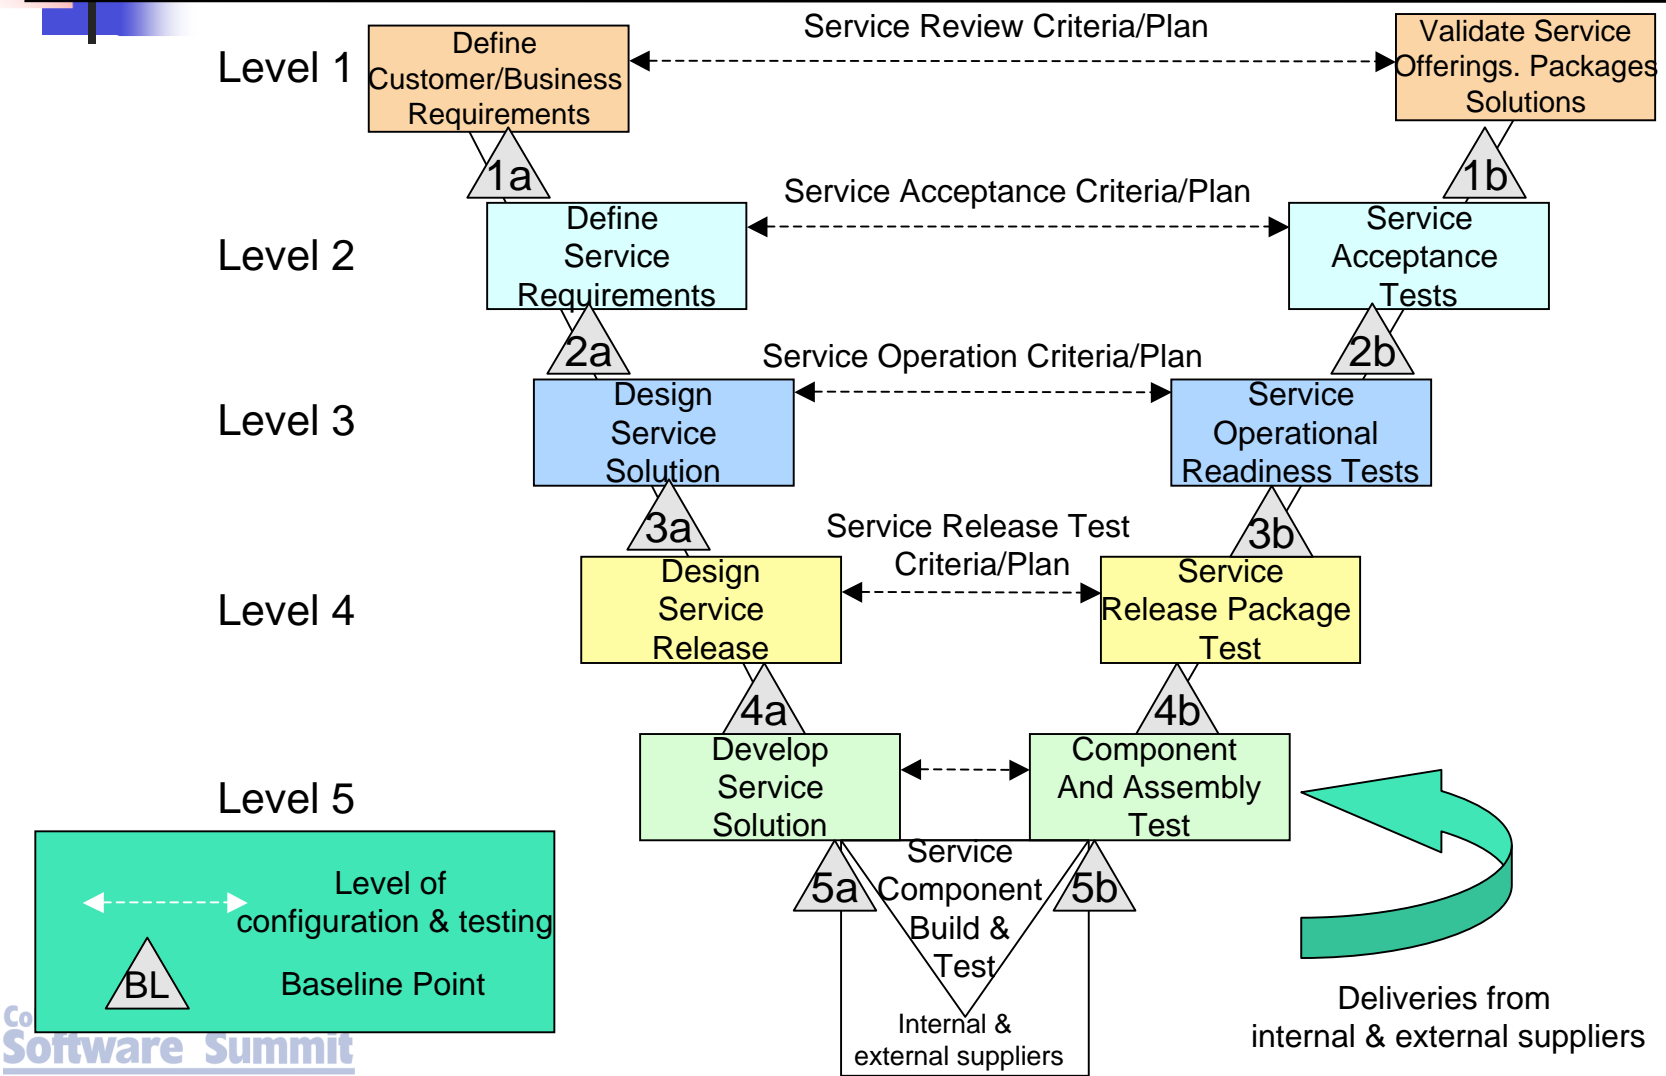 Service Review Criteria/Plan
Level 1
Define
Customer/Business
Requirements
Validate Service
Offerings. Packages
Solutions
1a
1b
Service Acceptance Criteria/Plan
Level 2
Define
Service
Requirements
Service
Acceptance
Tests
2a
2b
Service Operation Criteria/Plan
Level 3
Design
Service
Solution
Service
Operational
Readiness Tests
3a
3b
Service Release Test
Criteria/Plan
Level 4
Design
Service
Release
Service
Release Package
Test
4a
4b
Level 5
Develop
Service
Solution
Component
And Assembly
Test
5a
Service
Component
Build &
Test
5b
Internal &
external suppliers
Level of
configuration & testing
BL
Baseline Point
Deliveries from
internal & external suppliers
Software Summit